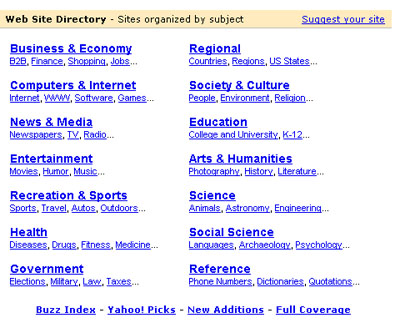 Web Site Directory - Sites organized by subject Suggest your site
Business & Economy
B2B, Finance, Shopping, Jobs...
Regional
Countries, Regions, US States...
Computers & Internet
Internet, WWW, Software, Games...
Society & Culture
People, Environment, Religion...
News & Media
Newspapers, TV, Radio...
Education
College and University, K-12...
Entertainment
Movies, Humor, Music...
Arts & Humanities
Photography, History, Literature...
Recreation & Sports
Sports, Travel, Autos, Outdoors...
Science
Animals, Astronomy, Engineering...
Health
Diseases, Drugs, Fitness, Medicine...
Social Science
Languages, Archaeology, Psychology...
Government
Elections, Military, Law, Taxes...
Reference
Phone Numbers, Dictionaries, Quotations...
Buzz Index - Yahoo! Picks - New Additions - Full Coverage